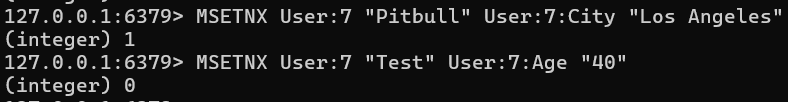 127.0.0.1:6379> MSETNX User:7 "Pitbull" User:7:City "Los Angeles"
(integer) 1
127.0.0.1:6379> MSETNX User:7 "Test" User:7:Age "40"
(integer) 0